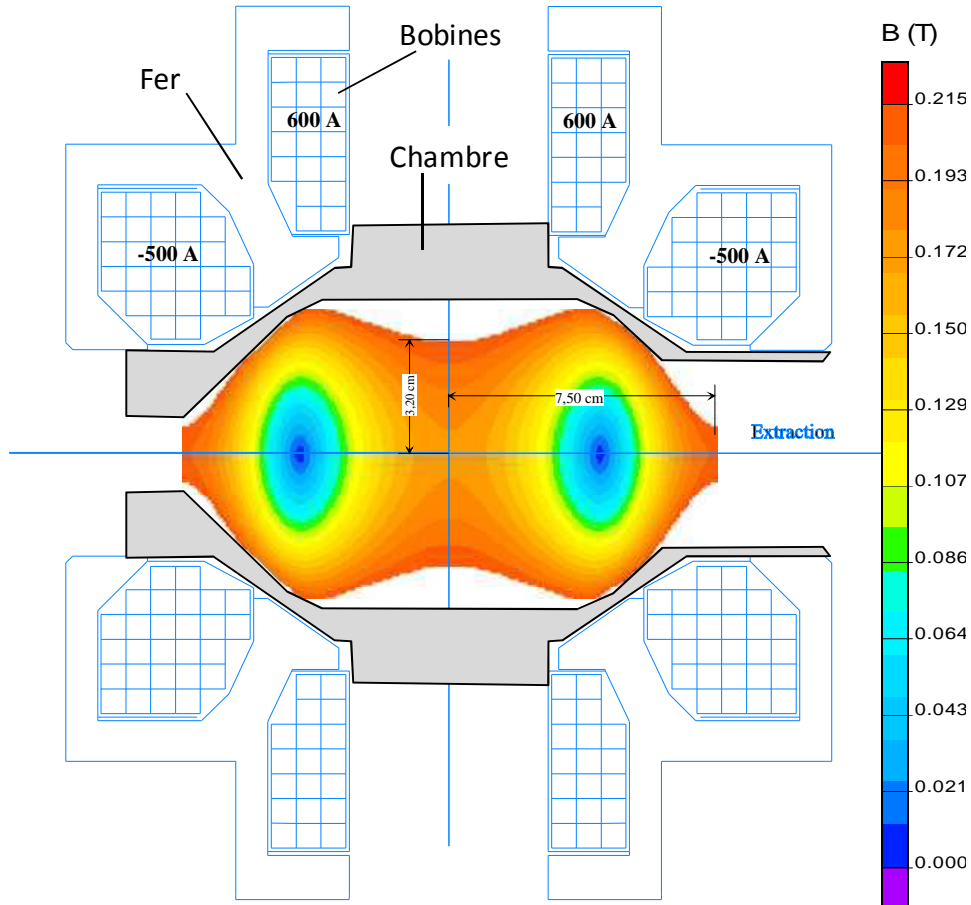 B (T)
Bobines
Fer
600 A
600 A
Chambre
-500 A
-500 A
3,20 cm
7,50 cm
Extraction
0.215
0.193
0.172
0.150
0.129
0.107
0.086
0.064
0.043
0.021
0.000